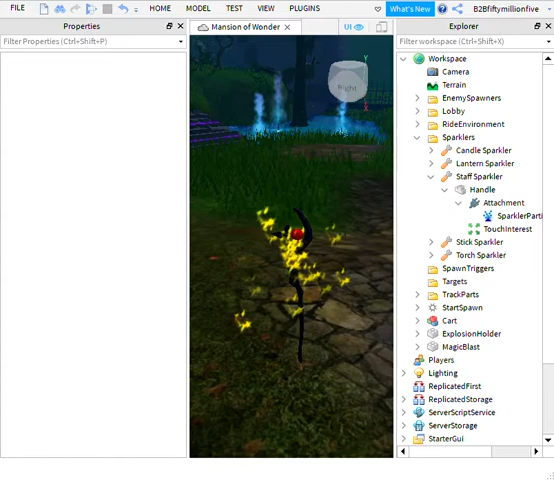 FILE HOME MODEL TEST VIEW PLUGINS What's New B2Bfiftymillionfive
Properties
Filter Properties (Ctrl+Shift+P)
Mansion of Wonder
UI
Explorer
Filter workspace (Ctrl+Shift+X)
Right
Y
X
Workspace
Camera
Terrain
EnemySpawners
Lobby
RideEnvironment
Sparklers
Candle Sparkler
Lantern Sparkler
Staff Sparkler
Handle
Attachment
SparklerParti
TouchInterest
Stick Sparkler
Torch Sparkler
SpawnTriggers
Targets
TrackParts
StartSpawn
Cart
ExplosionHolder
MagicBlast
Players
Lighting
ReplicatedFirst
ReplicatedStorage
ServerScriptService
ServerStorage
StarterGui